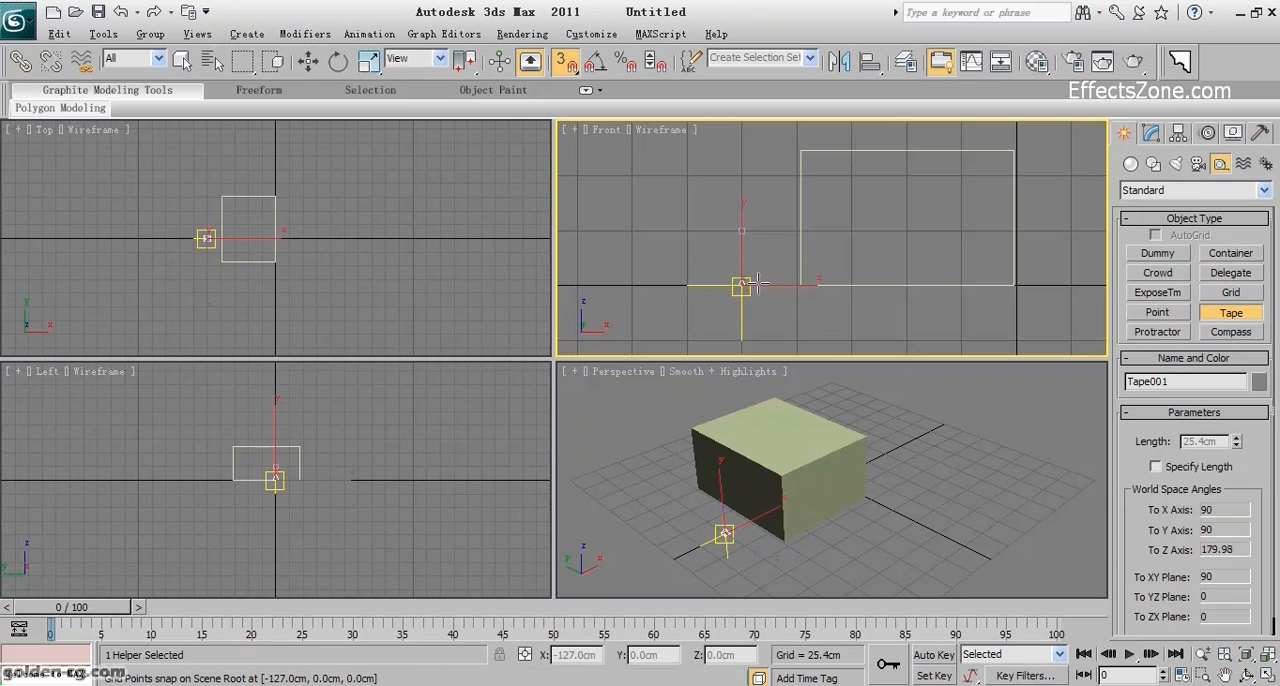 Autodesk 3ds Max 2011 Untitled
Type a keyword or phrase
Edit Tools Group Views Create Modifiers Animation Graph Editors Rendering Customize MAXScript Help
All View 3 Create Selection Set
Graphite Modeling Tools Freeform Selection Object Paint
EffectsZone.com
Polygon Modeling
[ + [] Top [] Wireframe ]
[ + [] Front [] Wireframe ]
Standard
- Object Type
AutoGrid
Dummy Container
Crowd Delegate
ExposeTm Grid
Point Tape
Protractor Compass
- Name and Color
Tape001
- Parameters
Length: 25.4cm
Specify Length
World Space Angles
To X Axis: 90
To Y Axis: 90
To Z Axis: 179.98
To XY Plane: 90
To YZ Plane: 0
To ZX Plane: 0
[ + [] Left [] Wireframe ]
[ + [] Perspective [] Smooth + Highlights ]
< 0 / 100 >
0 5 10 15 20 25 30 35 40 45 50 55 60 65 70 75 80 85 90 95 100
1 Helper Selected X: -127.0cm Y: 0.0cm Z: 0.0cm Grid = 25.4cm Auto Key Selected
golden-rg.com
Grid Points snap on Scene Root at [-127.0cm, 0.0cm, 0.0cm] Add Time Tag Set Key Key Filters... 0